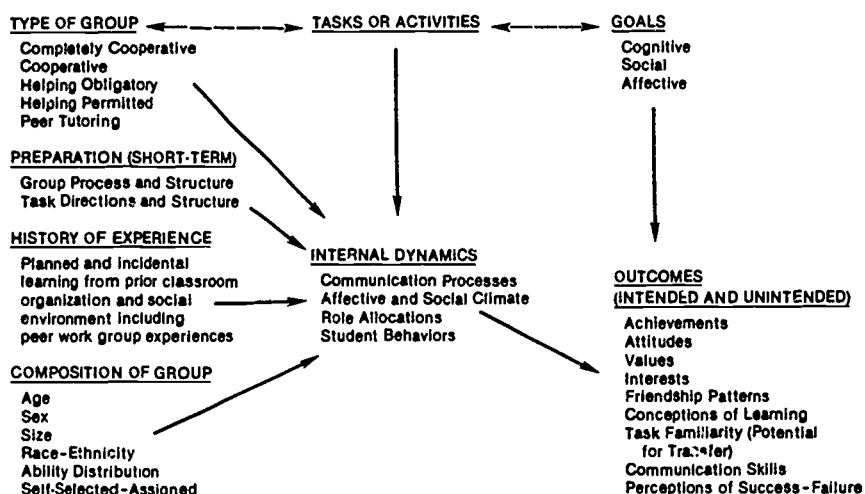 TYPE OF GROUP
Completely Cooperative
Cooperative
Helping Obligatory
Helping Permitted
Peer Tutoring
PREPARATION (SHORT-TERM)
Group Process and Structure
Task Directions and Structure
HISTORY OF EXPERIENCE
Planned and incidental
learning from prior classroom
organization and social
environment including
peer work group experiences
COMPOSITION OF GROUP
Age
Sex
Size
Race-Ethnicity
Ability Distribution
Self-Selected-Assigned
TASKS OR ACTIVITIES
INTERNAL DYNAMICS
Communication Processes
Affective and Social Climate
Role Allocations
Student Behaviors
GOALS
Cognitive
Social
Affective
OUTCOMES
(INTENDED AND UNINTENDED)
Achievements
Attitudes
Values
Interests
Friendship Patterns
Conceptions of Learning
Task Familiarity (Potential
for Transfer)
Communication Skills
Perceptions of Success-Failure